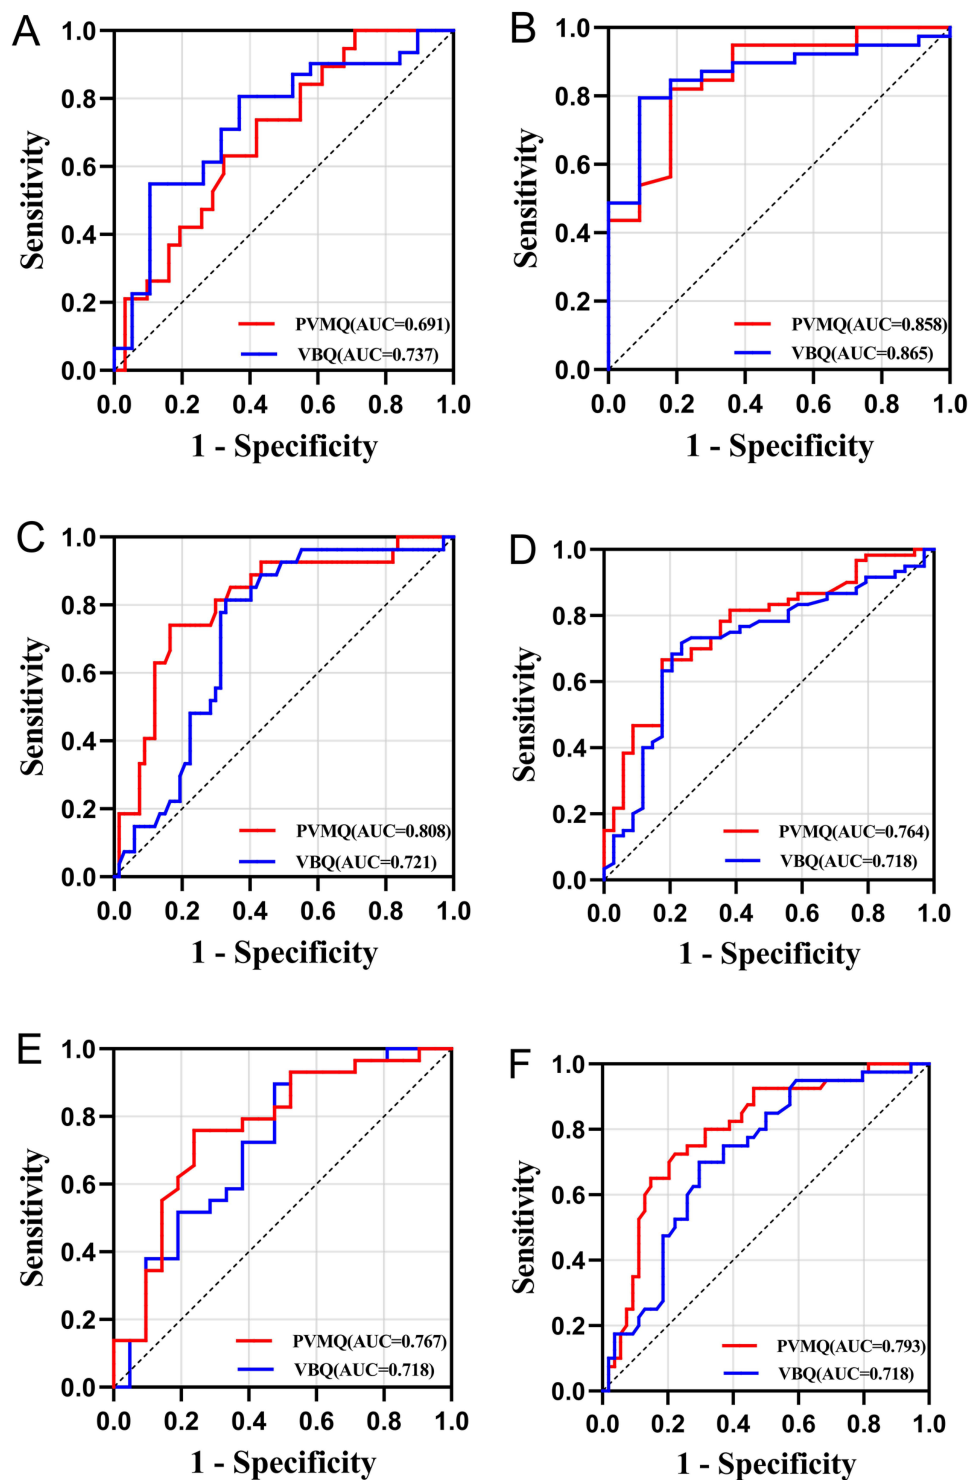 A
1.0
0.8
0.6
0.4
0.2
0.0
Sensitivity
PVMQ(AUC=0.691)
VBQ(AUC=0.737)
0.0 0.2 0.4 0.6 0.8 1.0
1 - Specificity
B
1.0
0.8
0.6
0.4
0.2
0.0
Sensitivity
PVMQ(AUC=0.858)
VBQ(AUC=0.865)
0.0 0.2 0.4 0.6 0.8 1.0
1 - Specificity
C
1.0
0.8
0.6
0.4
0.2
0.0
Sensitivity
PVMQ(AUC=0.808)
VBQ(AUC=0.721)
0.0 0.2 0.4 0.6 0.8 1.0
1 - Specificity
D
1.0
0.8
0.6
0.4
0.2
0.0
Sensitivity
PVMQ(AUC=0.764)
VBQ(AUC=0.718)
0.0 0.2 0.4 0.6 0.8 1.0
1 - Specificity
E
1.0
0.8
0.6
0.4
0.2
0.0
Sensitivity
PVMQ(AUC=0.767)
VBQ(AUC=0.718)
0.0 0.2 0.4 0.6 0.8 1.0
1 - Specificity
F
1.0
0.8
0.6
0.4
0.2
0.0
Sensitivity
PVMQ(AUC=0.793)
VBQ(AUC=0.718)
0.0 0.2 0.4 0.6 0.8 1.0
1 - Specificity